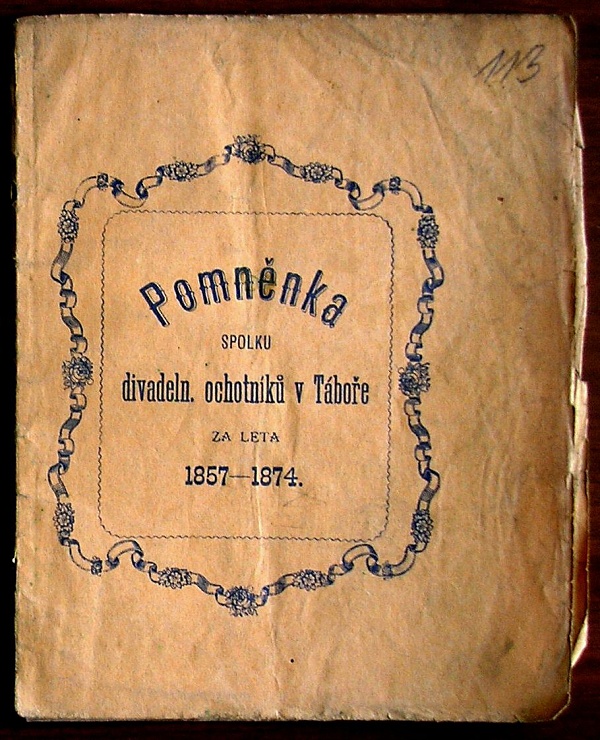 113
Pomněnka
SPOLKU
divadeln. ochotníků v Táboře
ZA LETA
1857—1874.